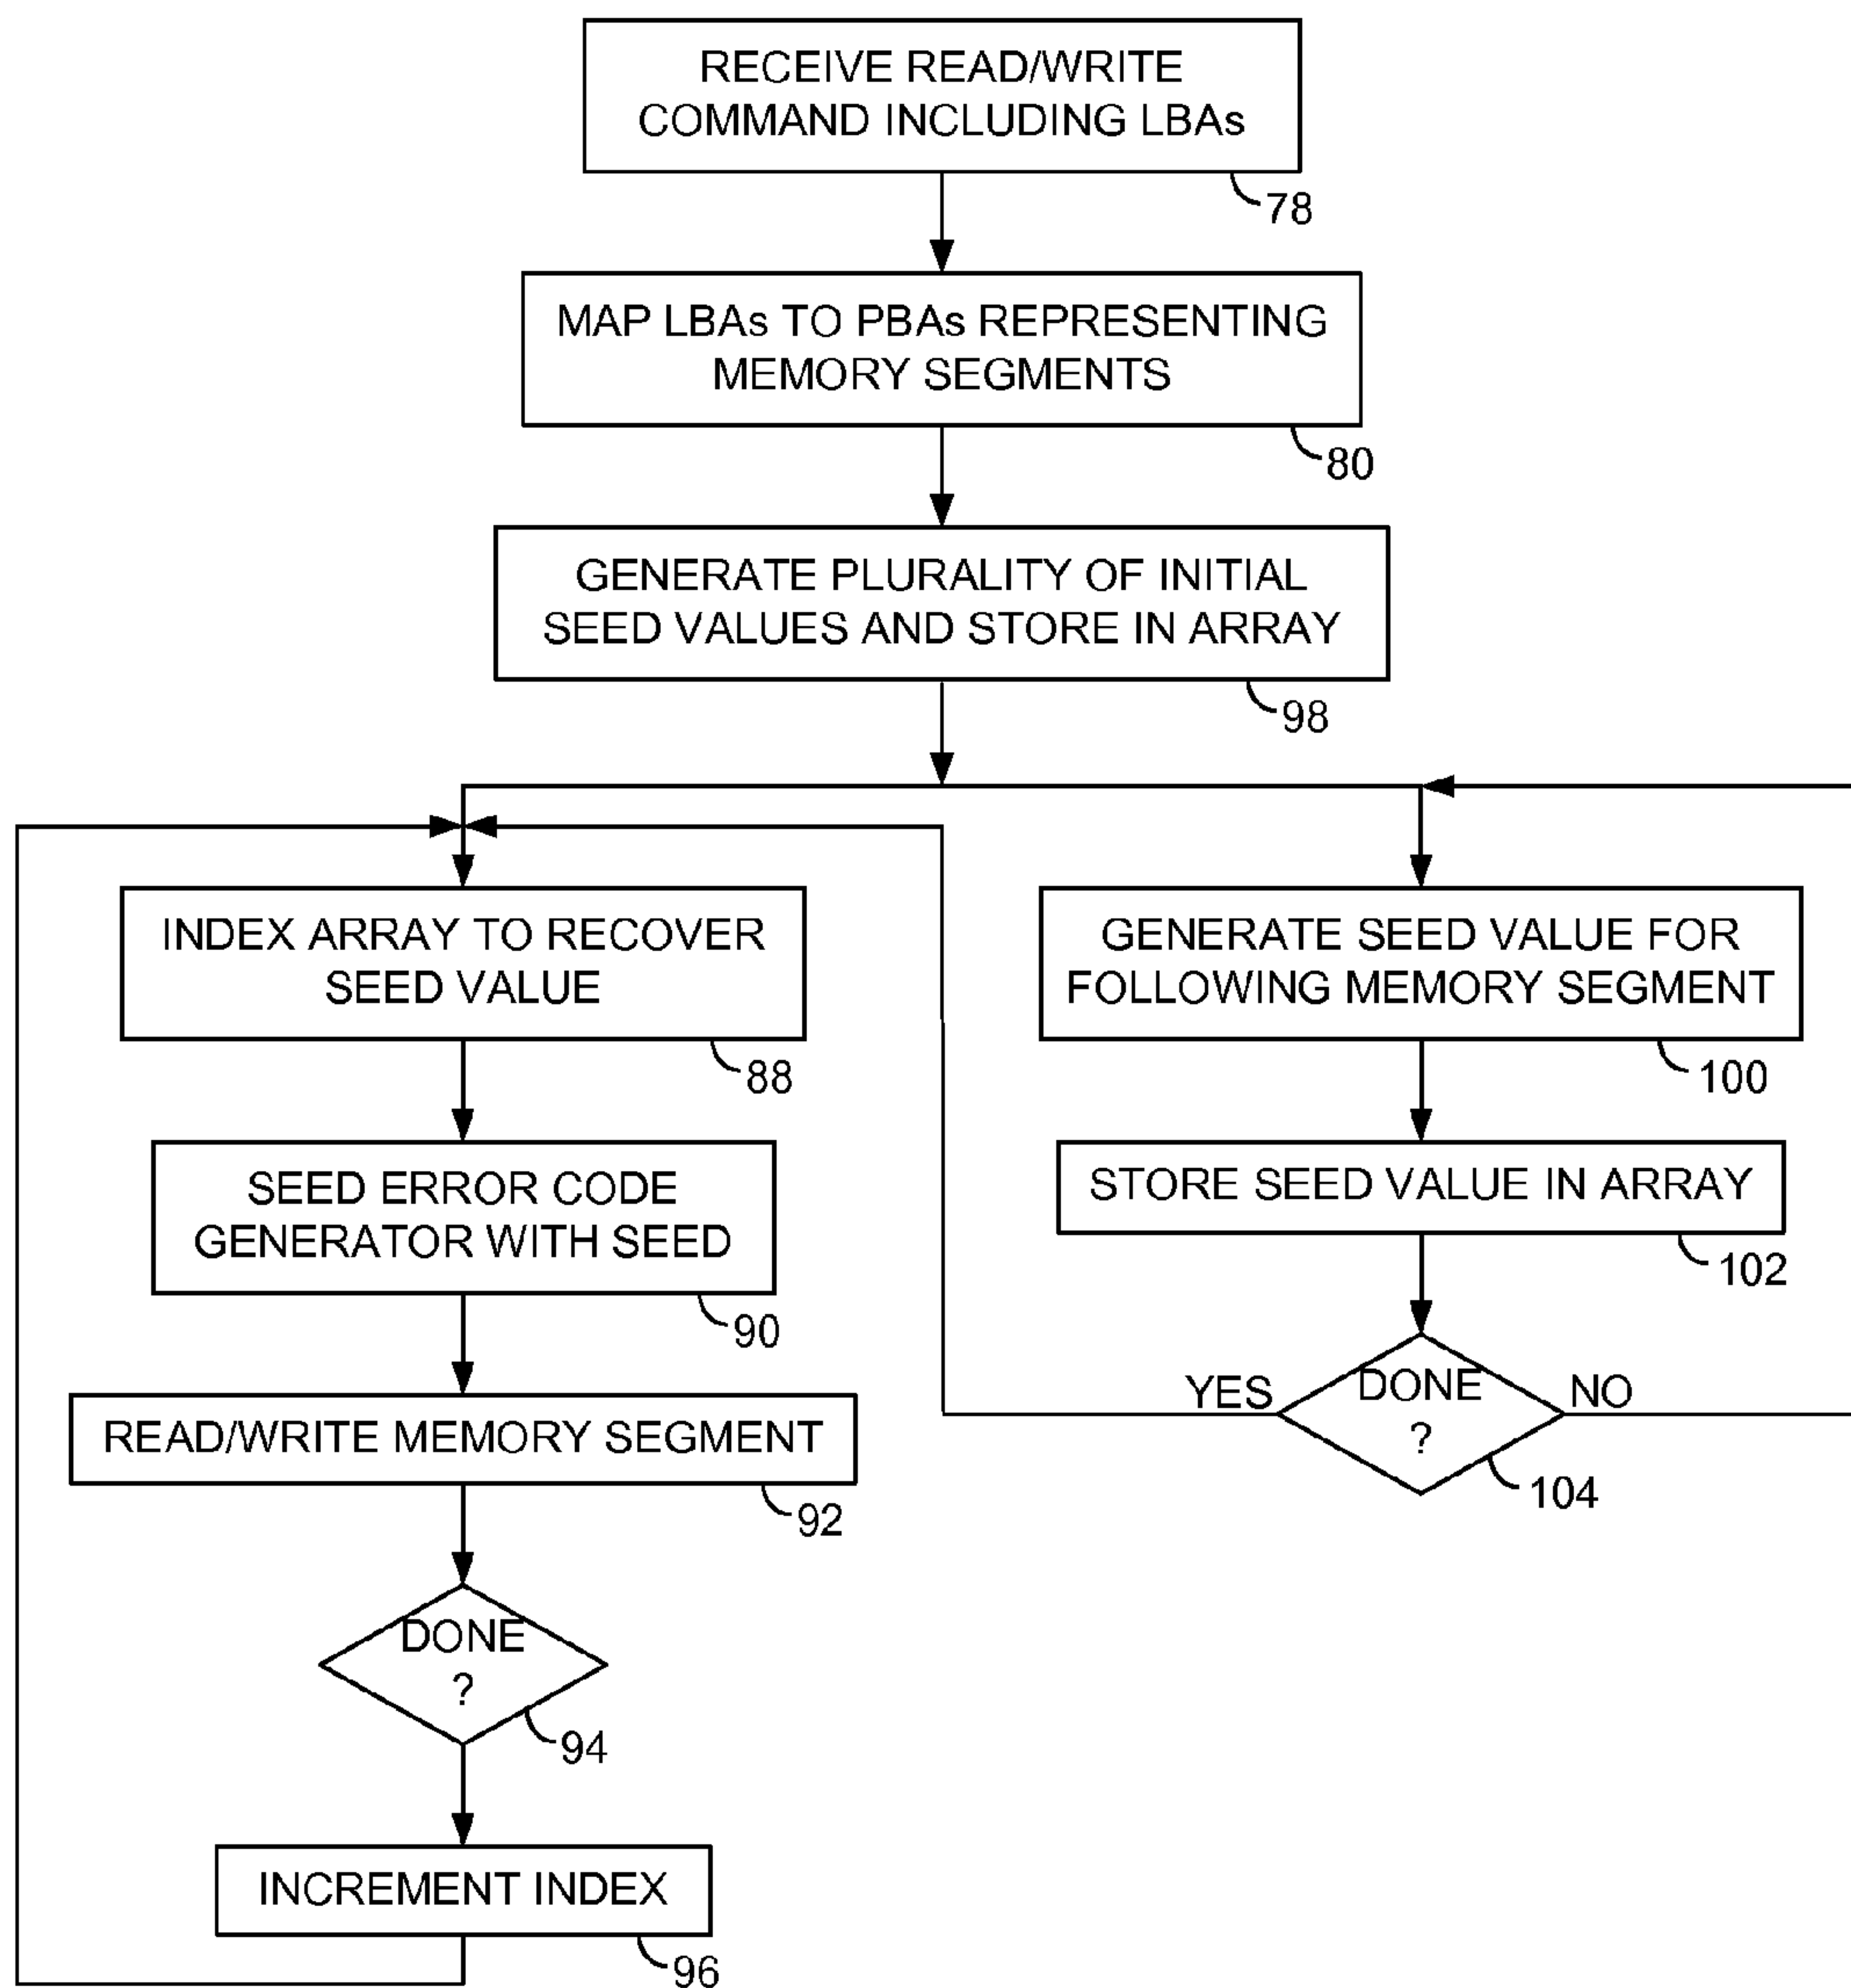 RECEIVE READ/WRITE
COMMAND INCLUDING LBAs
78
MAP LBAs TO PBAs REPRESENTING
MEMORY SEGMENTS
80
GENERATE PLURALITY OF INITIAL
SEED VALUES AND STORE IN ARRAY
98
INDEX ARRAY TO RECOVER
SEED VALUE
88
SEED ERROR CODE
GENERATOR WITH SEED
90
READ/WRITE MEMORY SEGMENT
92
DONE
?
94
INCREMENT INDEX
96
GENERATE SEED VALUE FOR
FOLLOWING MEMORY SEGMENT
100
STORE SEED VALUE IN ARRAY
102
YES
DONE
?
NO
104